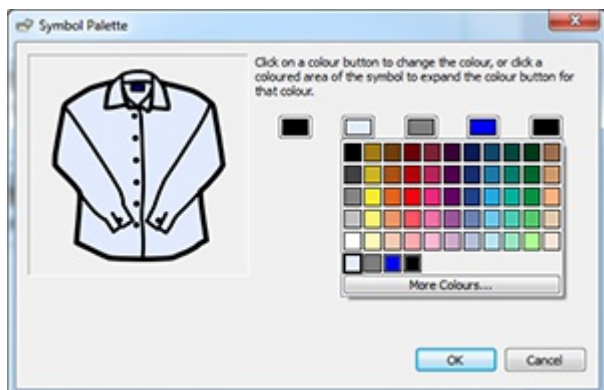 Symbol Palette
Click on a colour button to change the colour, or click a
coloured area of the symbol to expand the colour button for
that colour.
More Colours...
OK
Cancel